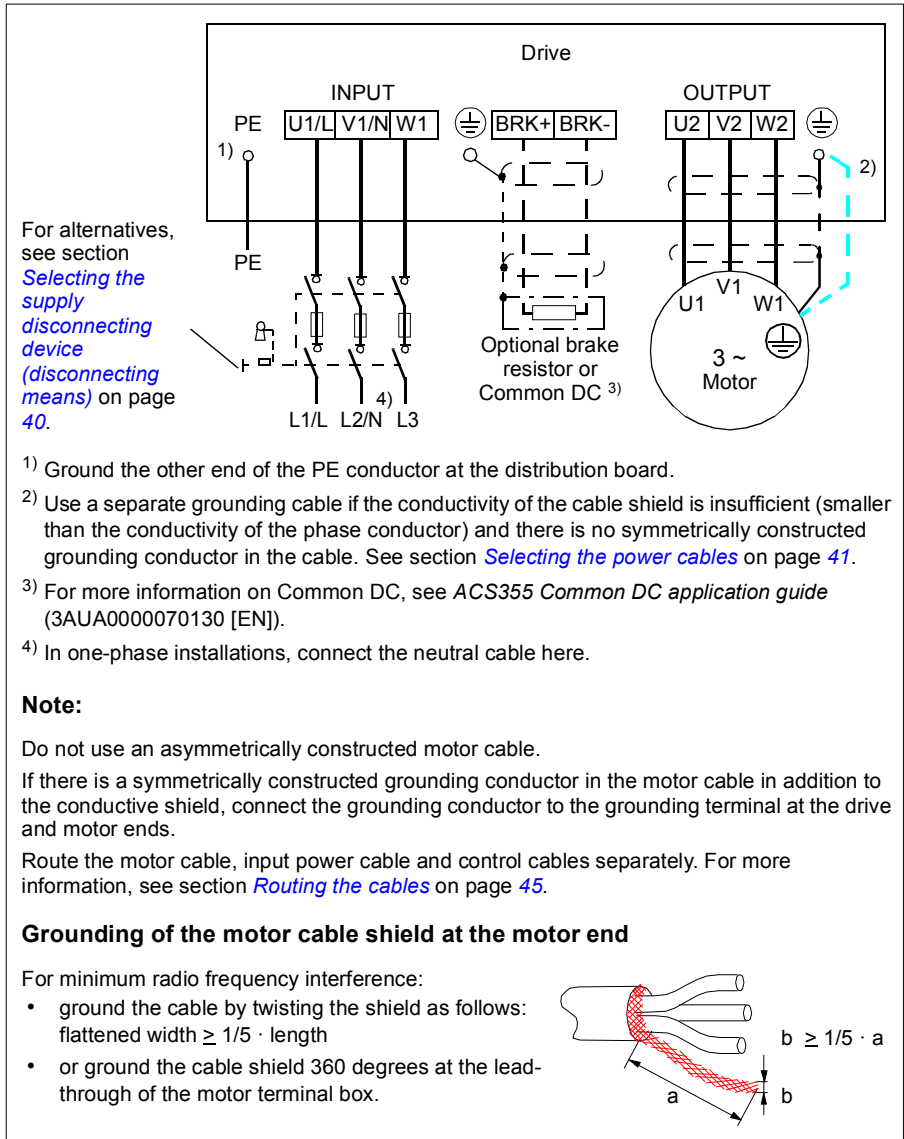 Drive
INPUT
OUTPUT
PE U1/L V1/N W1 BRK+ BRK- U2 V2 W2
1)
2)
For alternatives,
see section
Selecting the
supply
disconnecting
device
(disconnecting
means) on page
40.
PE
U1 V1 W1
3 ~
Motor
Optional brake
resistor or
Common DC 3)
4)
L1/L L2/N L3
1) Ground the other end of the PE conductor at the distribution board.
2) Use a separate grounding cable if the conductivity of the cable shield is insufficient (smaller
than the conductivity of the phase conductor) and there is no symmetrically constructed
grounding conductor in the cable. See section Selecting the power cables on page 41.
3) For more information on Common DC, see ACS355 Common DC application guide
(3AUA0000070130 [EN]).
4) In one-phase installations, connect the neutral cable here.
Note:
Do not use an asymmetrically constructed motor cable.
If there is a symmetrically constructed grounding conductor in the motor cable in addition to
the conductive shield, connect the grounding conductor to the grounding terminal at the drive
and motor ends.
Route the motor cable, input power cable and control cables separately. For more
information, see section Routing the cables on page 45.
Grounding of the motor cable shield at the motor end
For minimum radio frequency interference:
• ground the cable by twisting the shield as follows:
flattened width ≥ 1/5 · length
• or ground the cable shield 360 degrees at the lead-
through of the motor terminal box.
b ≥ 1/5 · a
a
b